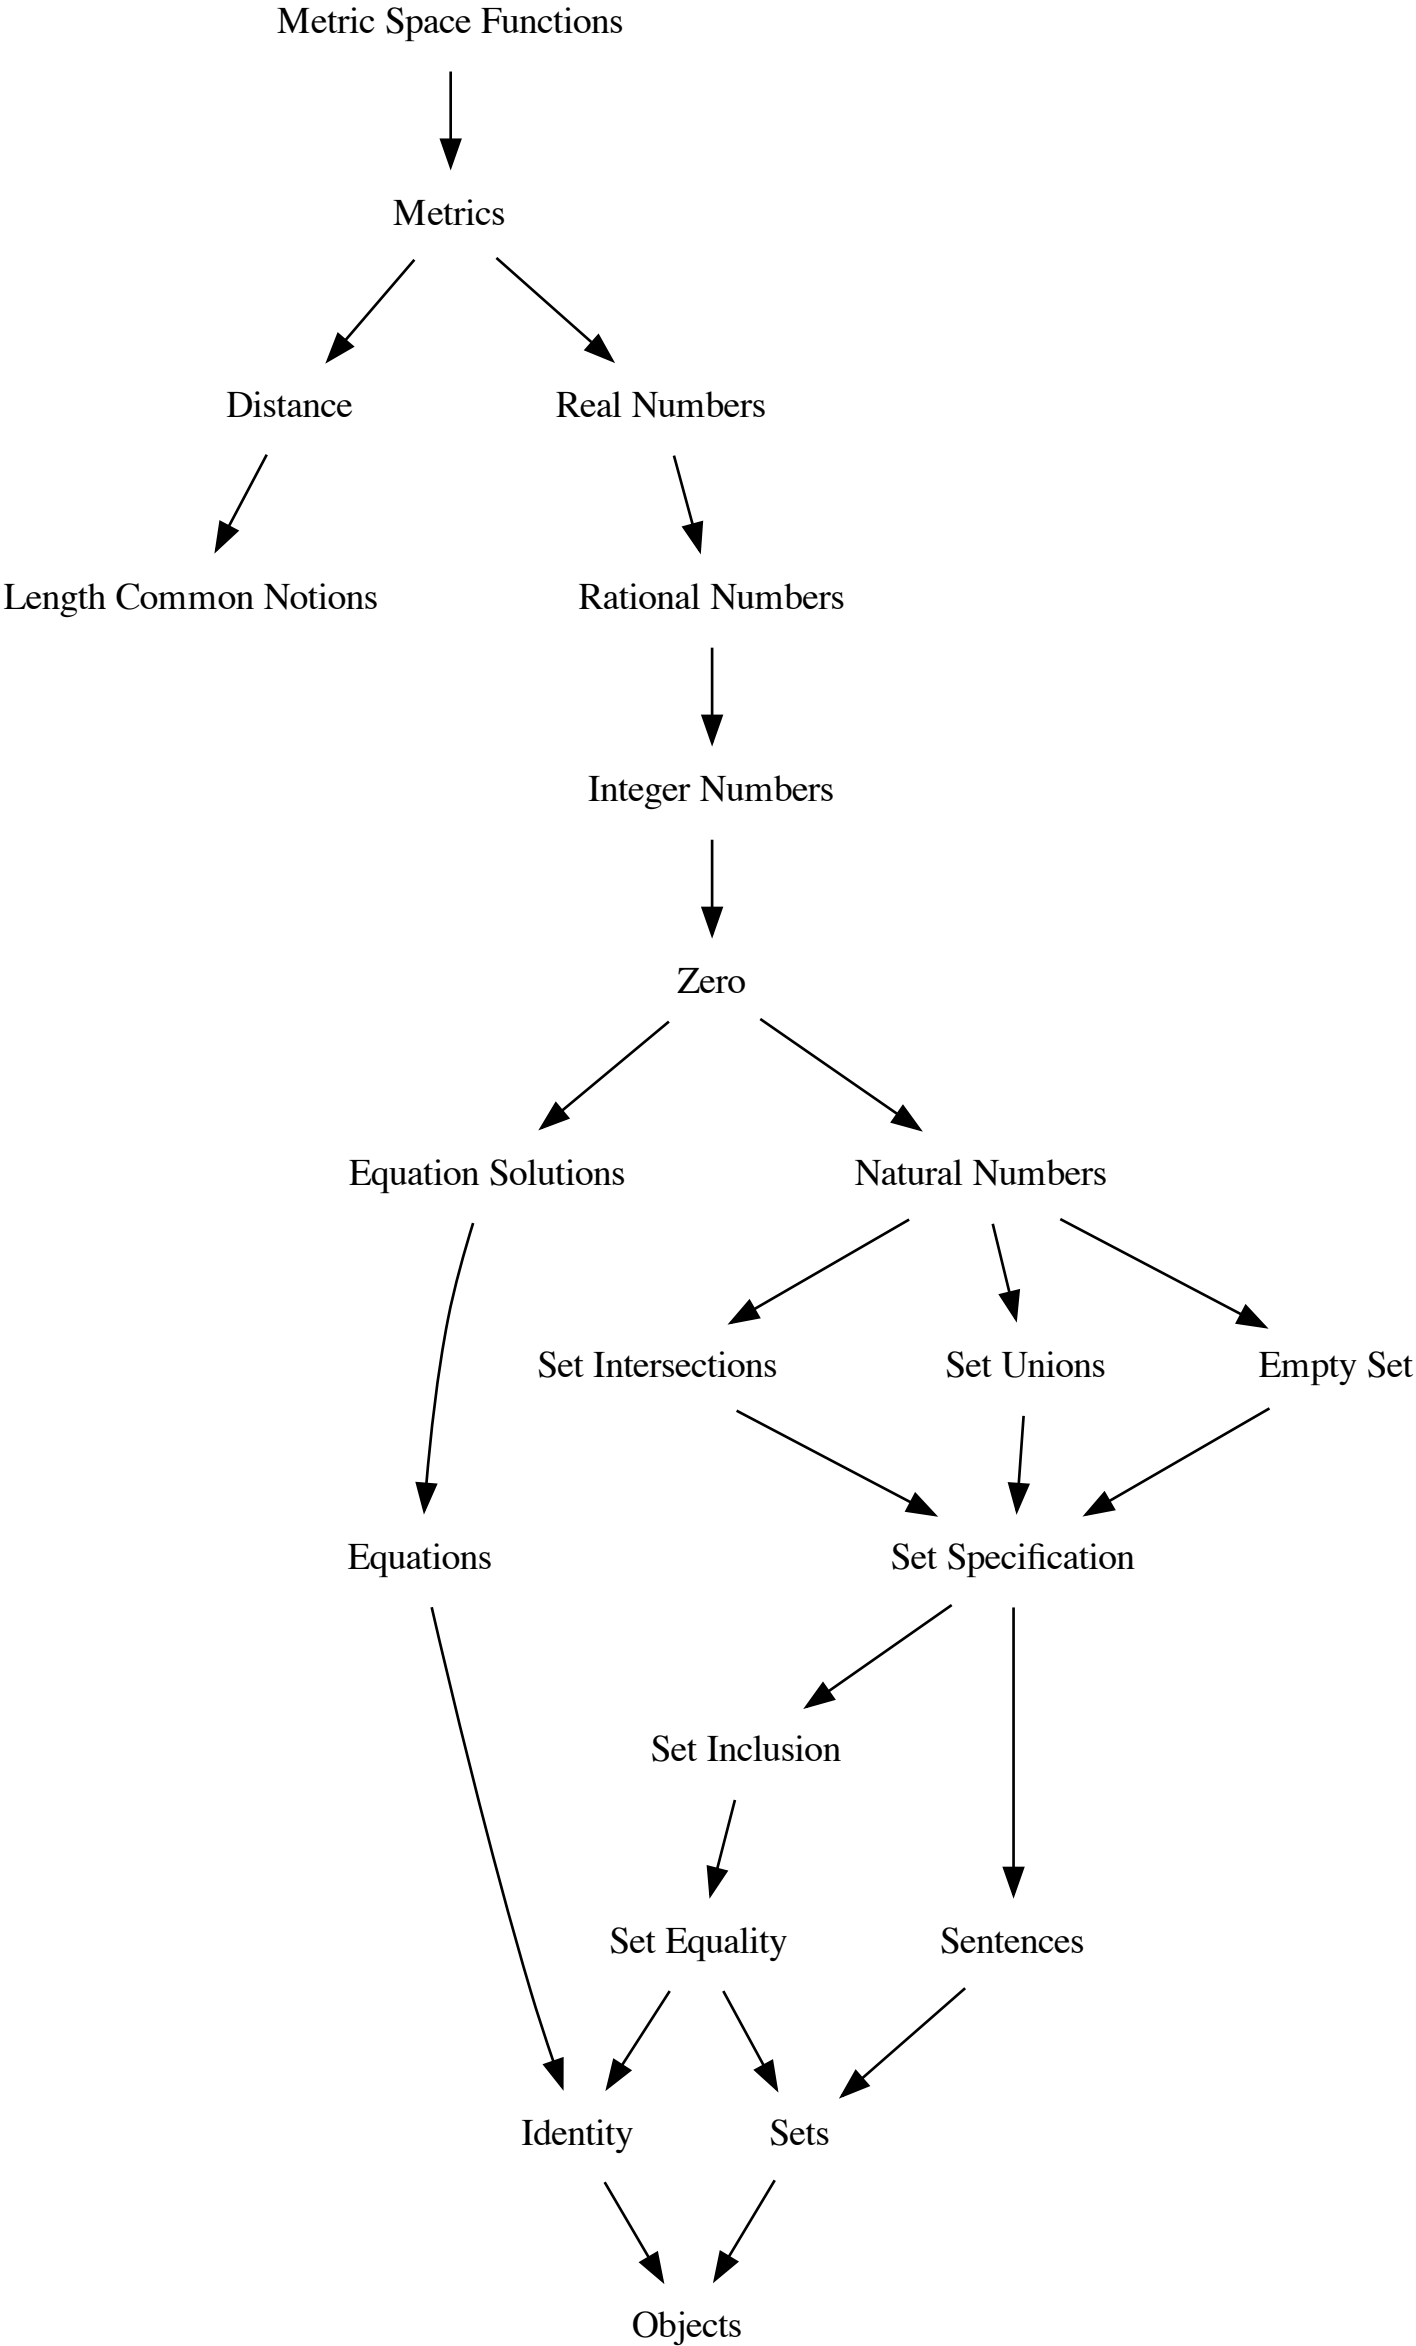 Metric Space Functions
Metrics
Distance
Real Numbers
Length Common Notions
Rational Numbers
Integer Numbers
Zero
Equation Solutions
Natural Numbers
Set Intersections
Set Unions
Empty Set
Equations
Set Specification
Set Inclusion
Set Equality
Sentences
Identity
Sets
Objects